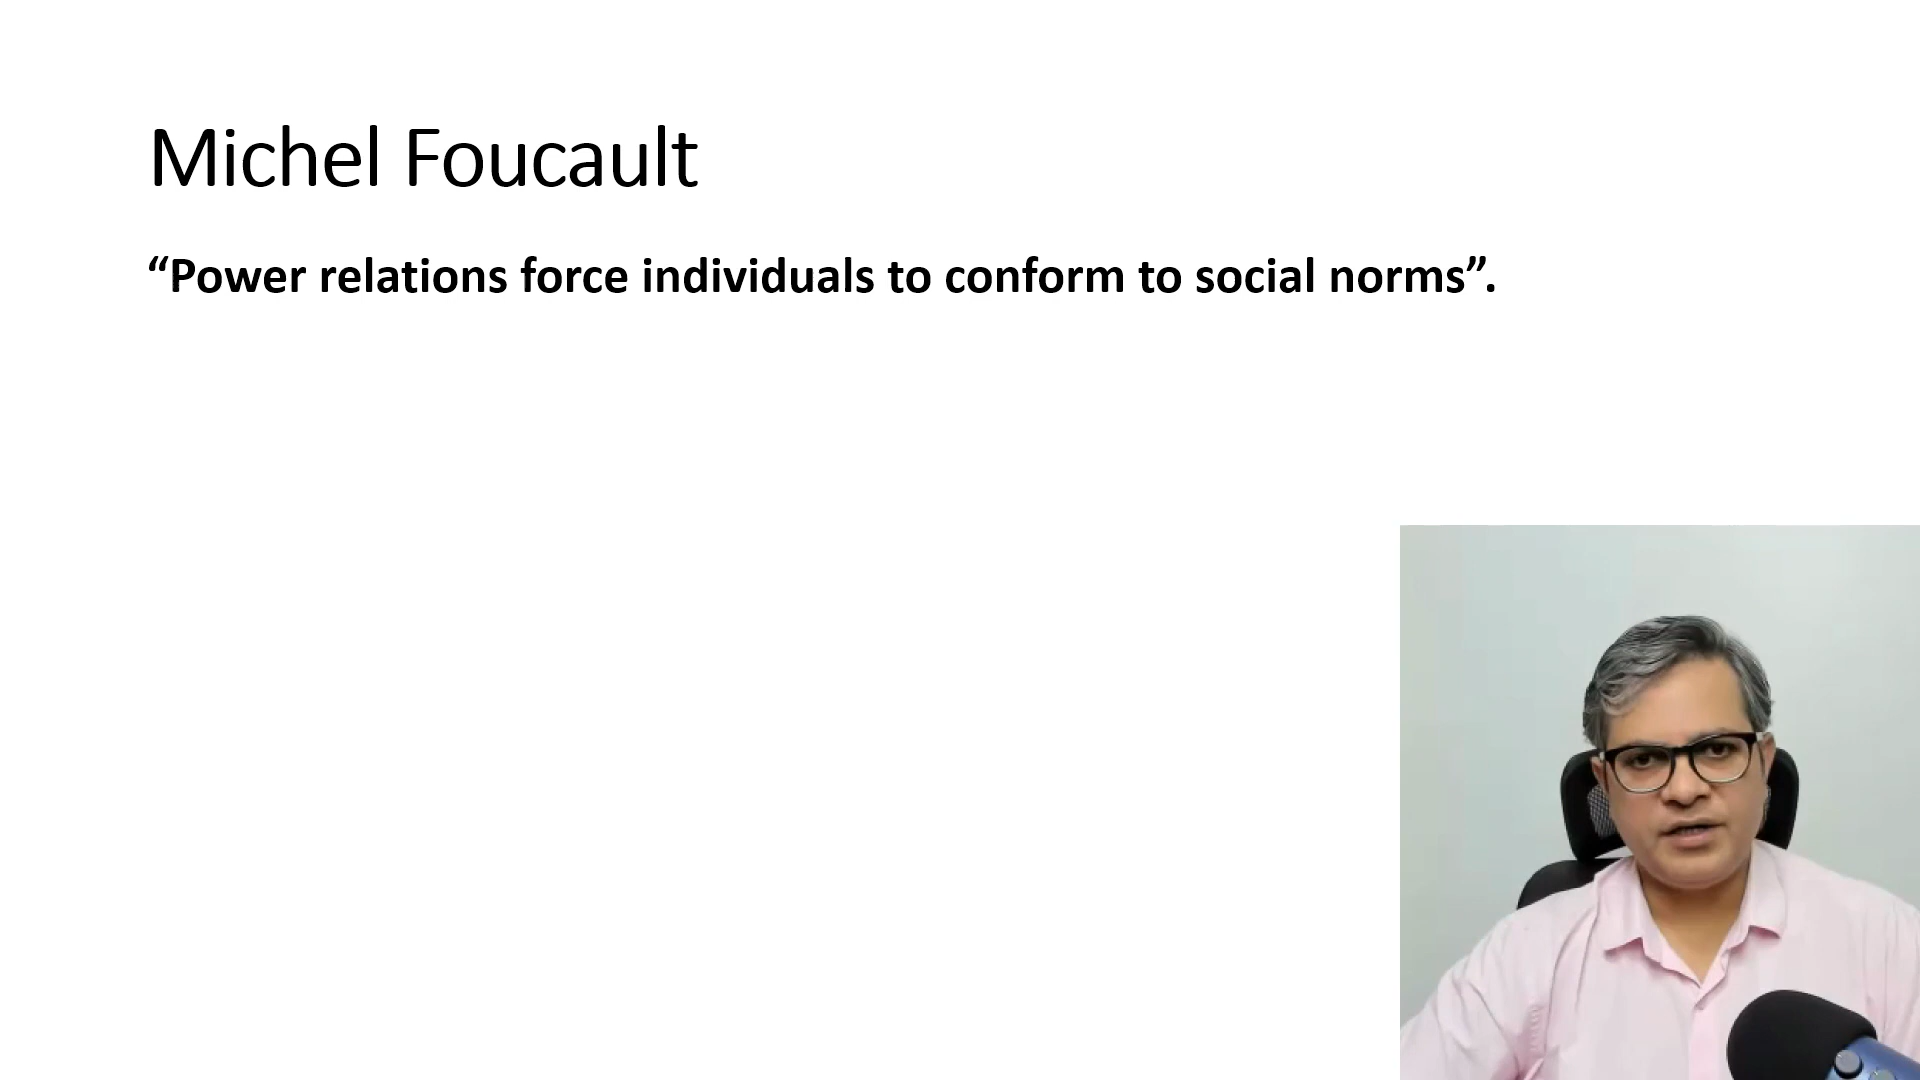 Michel Foucault
“Power relations force individuals to conform to social norms”.